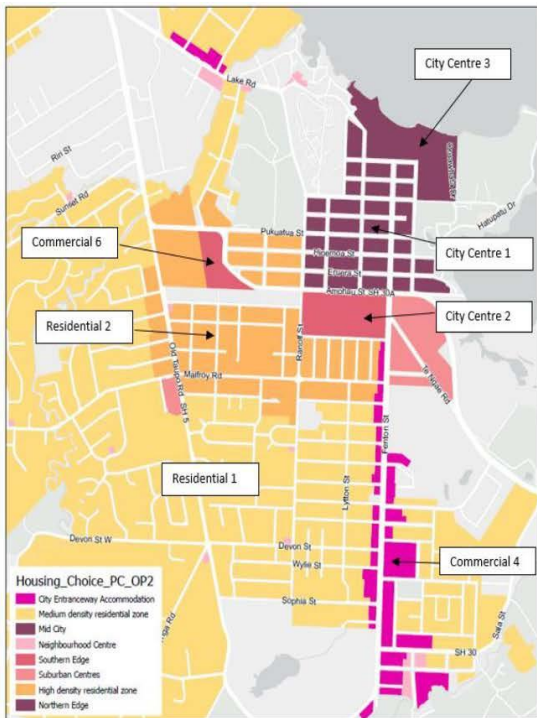 City Centre 3
Lake Rd
Riri St
Sunset Rd
Hatupatu Dr
Pukuatua St
Commercial 6
City Centre 1
Amohau St SH 30A
City Centre 2
Residential 2
Old Taupo Rd SH 5
Ranolf St
Malfroy Rd
Te Ngae Rd
Fenton St
Residential 1
Lytton St
Devon St W
Devon St
Wylie St
Commercial 4
Sophia St
Sala St
SH 30
Housing_Choice_PC_OP2
City Entranceway Accommodation
Medium density residential zone
Mid City
Neighbourhood Centre
Southern Edge
Suburban Centres
High density residential zone
Northern Edge